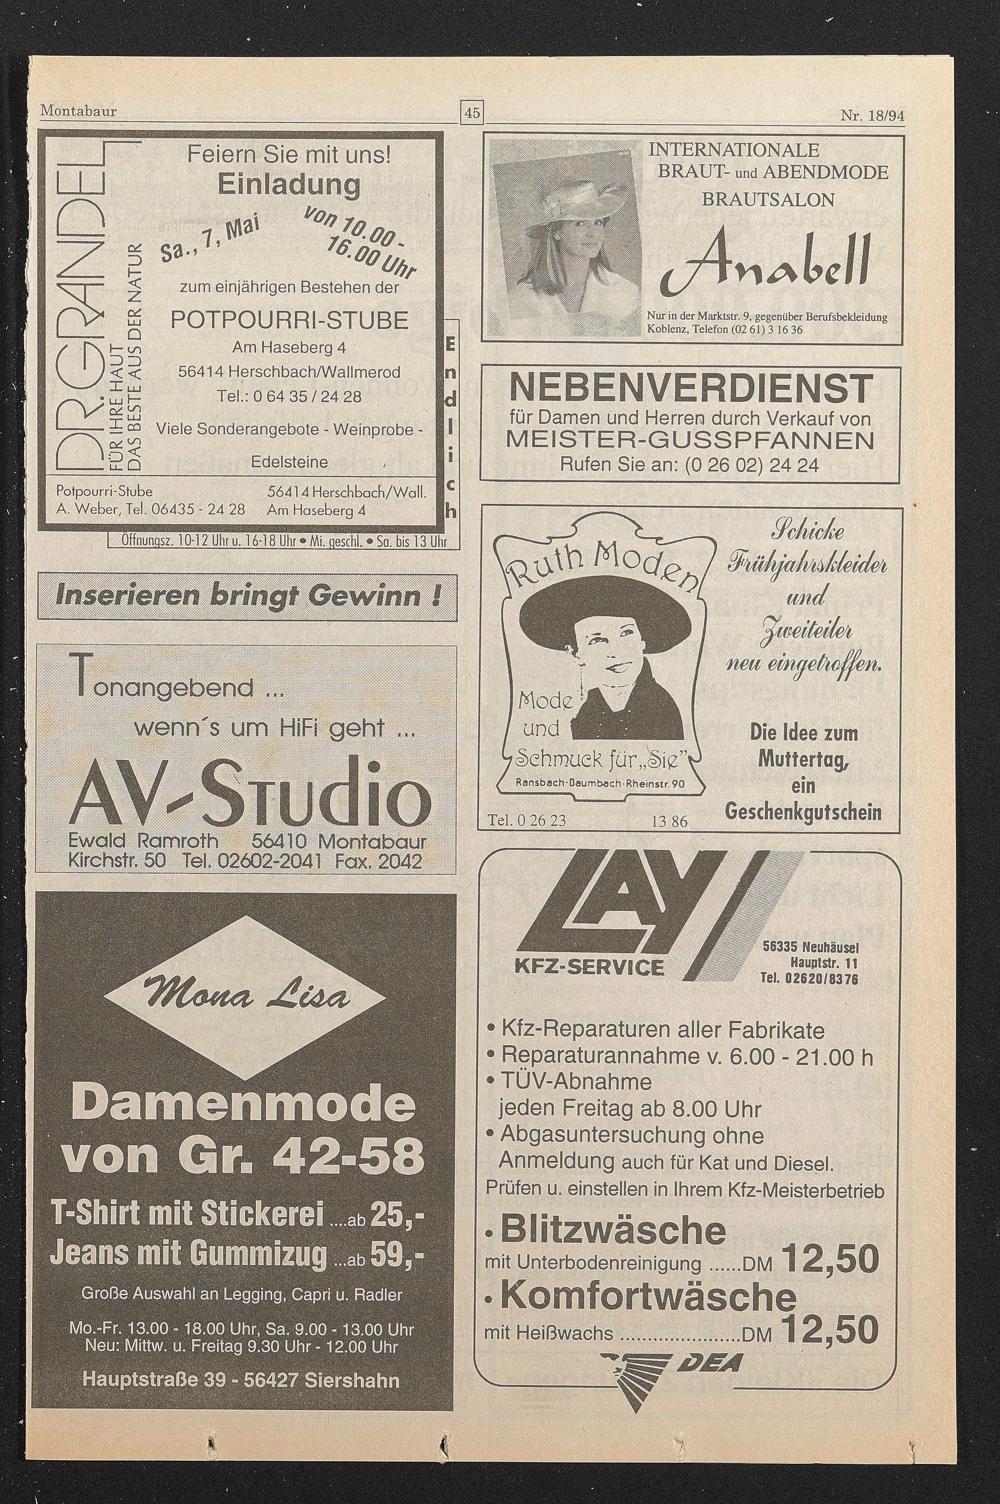 Montabaur
45
Nr. 18/94
DR. GRANDEL
FÜR IHRE HAUT
DAS BESTE AUS DER NATUR
Feiern Sie mit uns!
Einladung
Sa., 7, Mai
von 10.00 -
16.00 Uhr
zum einjährigen Bestehen der
POTPOURRI-STUBE
Am Haseberg 4
56414 Herschbach/Wallmerod
Tel.: 0 64 35 / 24 28
Viele Sonderangebote - Weinprobe -
Edelsteine
Endlich
Potpourri-Stube 56414 Herschbach/Wall.
A. Weber, Tel. 06435 - 24 28 Am Haseberg 4
Öffnungsz. 10-12 Uhr u. 16-18 Uhr • Mi. geschl. • Sa. bis 13 Uhr
Inserieren bringt Gewinn !
Tonangebend ...
wenn´s um HiFi geht ...
AV-Studio
Ewald Ramroth 56410 Montabaur
Kirchstr. 50 Tel. 02602-2041 Fax. 2042
Mona Lisa
Damenmode
von Gr. 42-58
T-Shirt mit Stickerei ....ab 25,-
Jeans mit Gummizug ...ab 59,-
Große Auswahl an Legging, Capri u. Radler
Mo.-Fr. 13.00 - 18.00 Uhr, Sa. 9.00 - 13.00 Uhr
Neu: Mittw. u. Freitag 9.30 Uhr - 12.00 Uhr
Hauptstraße 39 - 56427 Siershahn
INTERNATIONALE
BRAUT- und ABENDMODE
BRAUTSALON
Anabell
Nur in der Marktstr. 9, gegenüber Berufsbekleidung
Koblenz, Telefon (02 61) 3 16 36
NEBENVERDIENST
für Damen und Herren durch Verkauf von
MEISTER-GUSSPFANNEN
Rufen Sie an: (0 26 02) 24 24
Ruth Moden
Mode
und
Schmuck für „Sie”
Ransbach-Baumbach·Rheinstr. 90
Tel. 0 26 23 13 86
Schicke
Frühjahrskleider
und
Zweiteiler
neu eingetroffen.
Die Idee zum
Muttertag,
ein
Geschenkgutschein
LAY
KFZ-SERVICE
56335 Neuhäusel
Hauptstr. 11
Tel. 02620/8376
• Kfz-Reparaturen aller Fabrikate
• Reparaturannahme v. 6.00 - 21.00 h
• TÜV-Abnahme
jeden Freitag ab 8.00 Uhr
• Abgasuntersuchung ohne
Anmeldung auch für Kat und Diesel.
Prüfen u. einstellen in Ihrem Kfz-Meisterbetrieb
• Blitzwäsche
mit Unterbodenreinigung ......DM 12,50
• Komfortwäsche
mit Heißwachs ......................DM 12,50
DEA